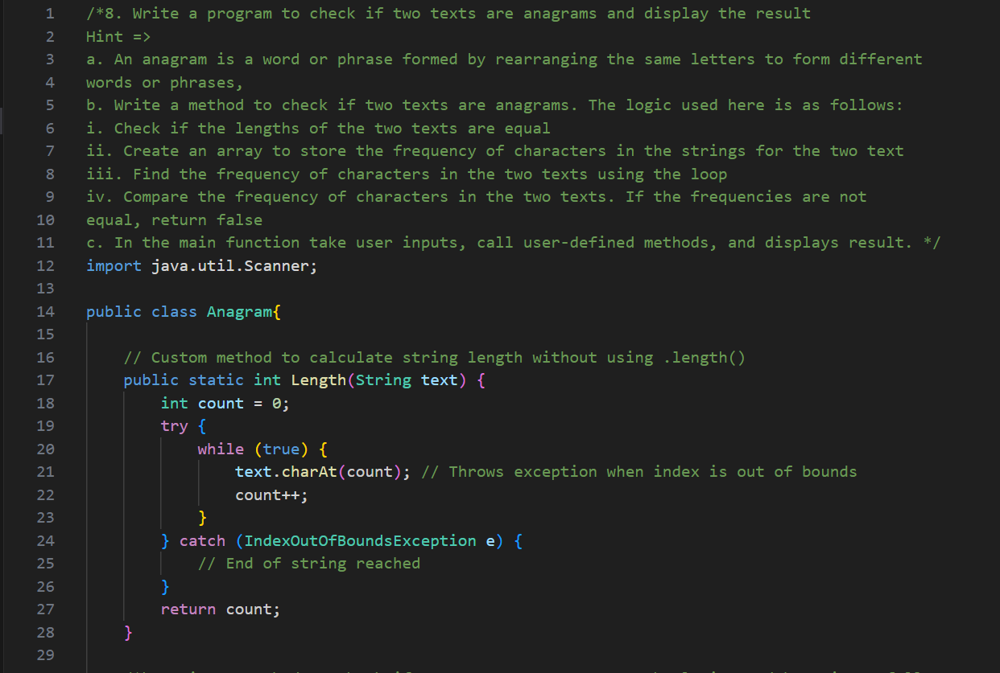 1 /*8. Write a program to check if two texts are anagrams and display the result
2 Hint =>
3 a. An anagram is a word or phrase formed by rearranging the same letters to form different
4 words or phrases,
5 b. Write a method to check if two texts are anagrams. The logic used here is as follows:
6 i. Check if the lengths of the two texts are equal
7 ii. Create an array to store the frequency of characters in the strings for the two text
8 iii. Find the frequency of characters in the two texts using the loop
9 iv. Compare the frequency of characters in the two texts. If the frequencies are not
10 equal, return false
11 c. In the main function take user inputs, call user-defined methods, and displays result. */
12 import java.util.Scanner;
13
14 public class Anagram{
15
16 // Custom method to calculate string length without using .length()
17 public static int Length(String text) {
18 int count = 0;
19 try {
20 while (true) {
21 text.charAt(count); // Throws exception when index is out of bounds
22 count++;
23 }
24 } catch (IndexOutOfBoundsException e) {
25 // End of string reached
26 }
27 return count;
28 }
29